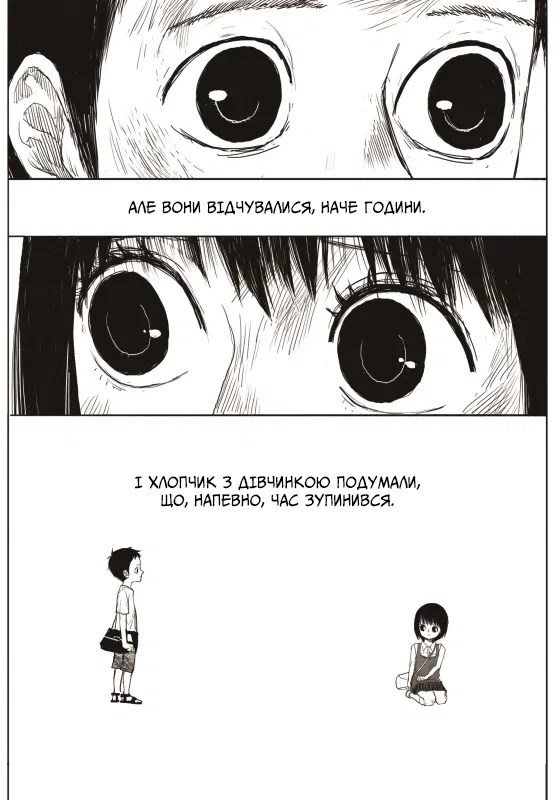 АЛЕ ВОНИ ВІДЧУВАЛИСЯ, НАЧЕ ГОДИНИ.
І ХЛОПЧИК З ДІВЧИНКОЮ ПОДУМАЛИ,
ЩО, НАПЕВНО, ЧАС ЗУПИНИВСЯ.